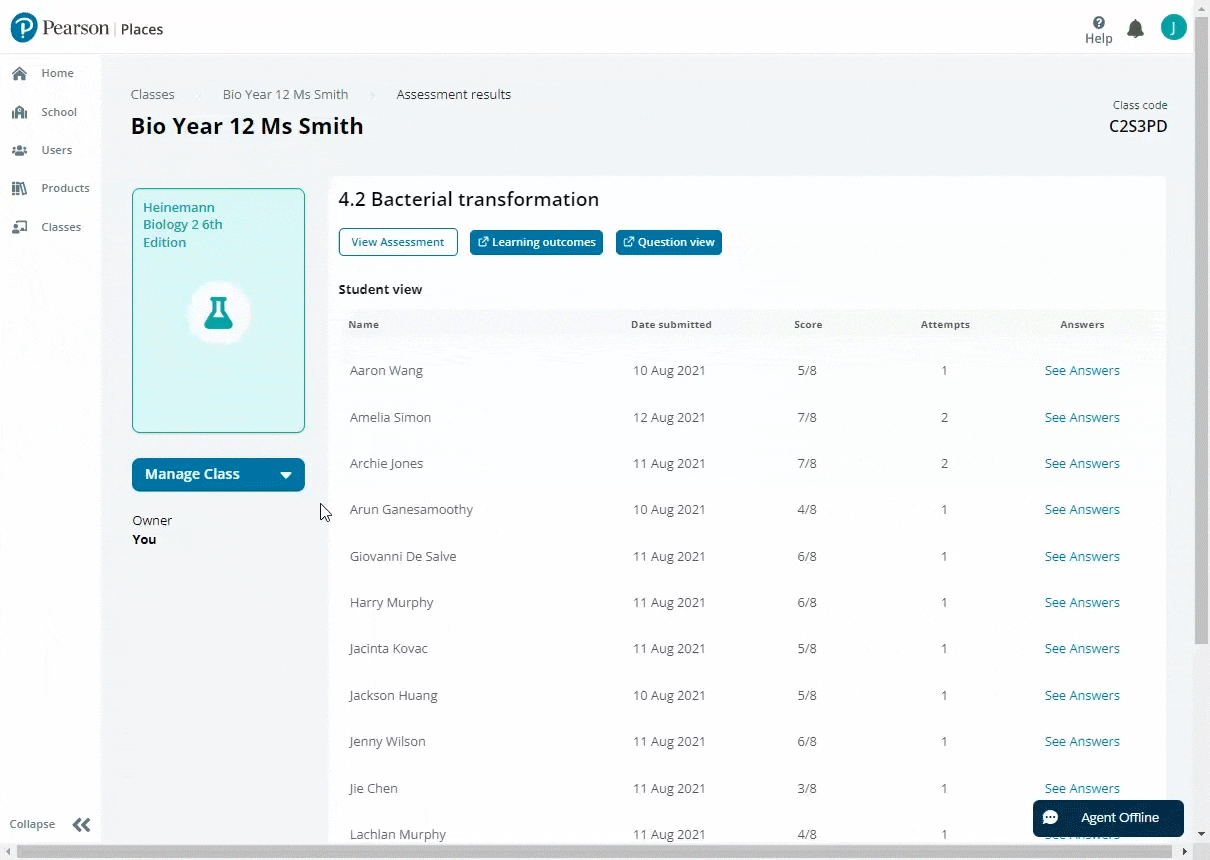 Pearson | Places
Help
J
Home
School
Users
Products
Classes
Collapse
Classes Bio Year 12 Ms Smith Assessment results
Bio Year 12 Ms Smith
Class code
C2S3PD
Heinemann
Biology 2 6th
Edition
Manage Class
Owner
You
4.2 Bacterial transformation
View Assessment Learning outcomes Question view
Student view
Name Date submitted Score Attempts Answers
Aaron Wang 10 Aug 2021 5/8 1 See Answers
Amelia Simon 12 Aug 2021 7/8 2 See Answers
Archie Jones 11 Aug 2021 7/8 2 See Answers
Arun Ganesamoothy 10 Aug 2021 4/8 1 See Answers
Giovanni De Salve 11 Aug 2021 6/8 1 See Answers
Harry Murphy 11 Aug 2021 6/8 1 See Answers
Jacinta Kovac 11 Aug 2021 5/8 1 See Answers
Jackson Huang 10 Aug 2021 5/8 1 See Answers
Jenny Wilson 11 Aug 2021 6/8 1 See Answers
Jie Chen 11 Aug 2021 3/8 1 See Answers
Lachlan Murphy 11 Aug 2021 4/8 1
Agent Offline